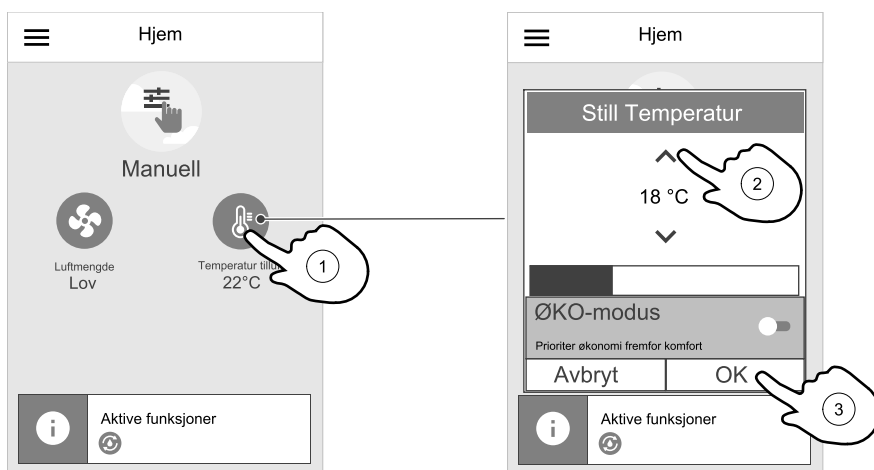 Hjem
Manuell
Luftmengde
Lov
Temperatur
22°C
1
Aktive funksjoner
i
Hjem
Still Temperatur
18 °C
2
ØKO-modus
Prioriter økonomi fremfor komfort
Avbryt
OK
3
Aktive funksjoner
i